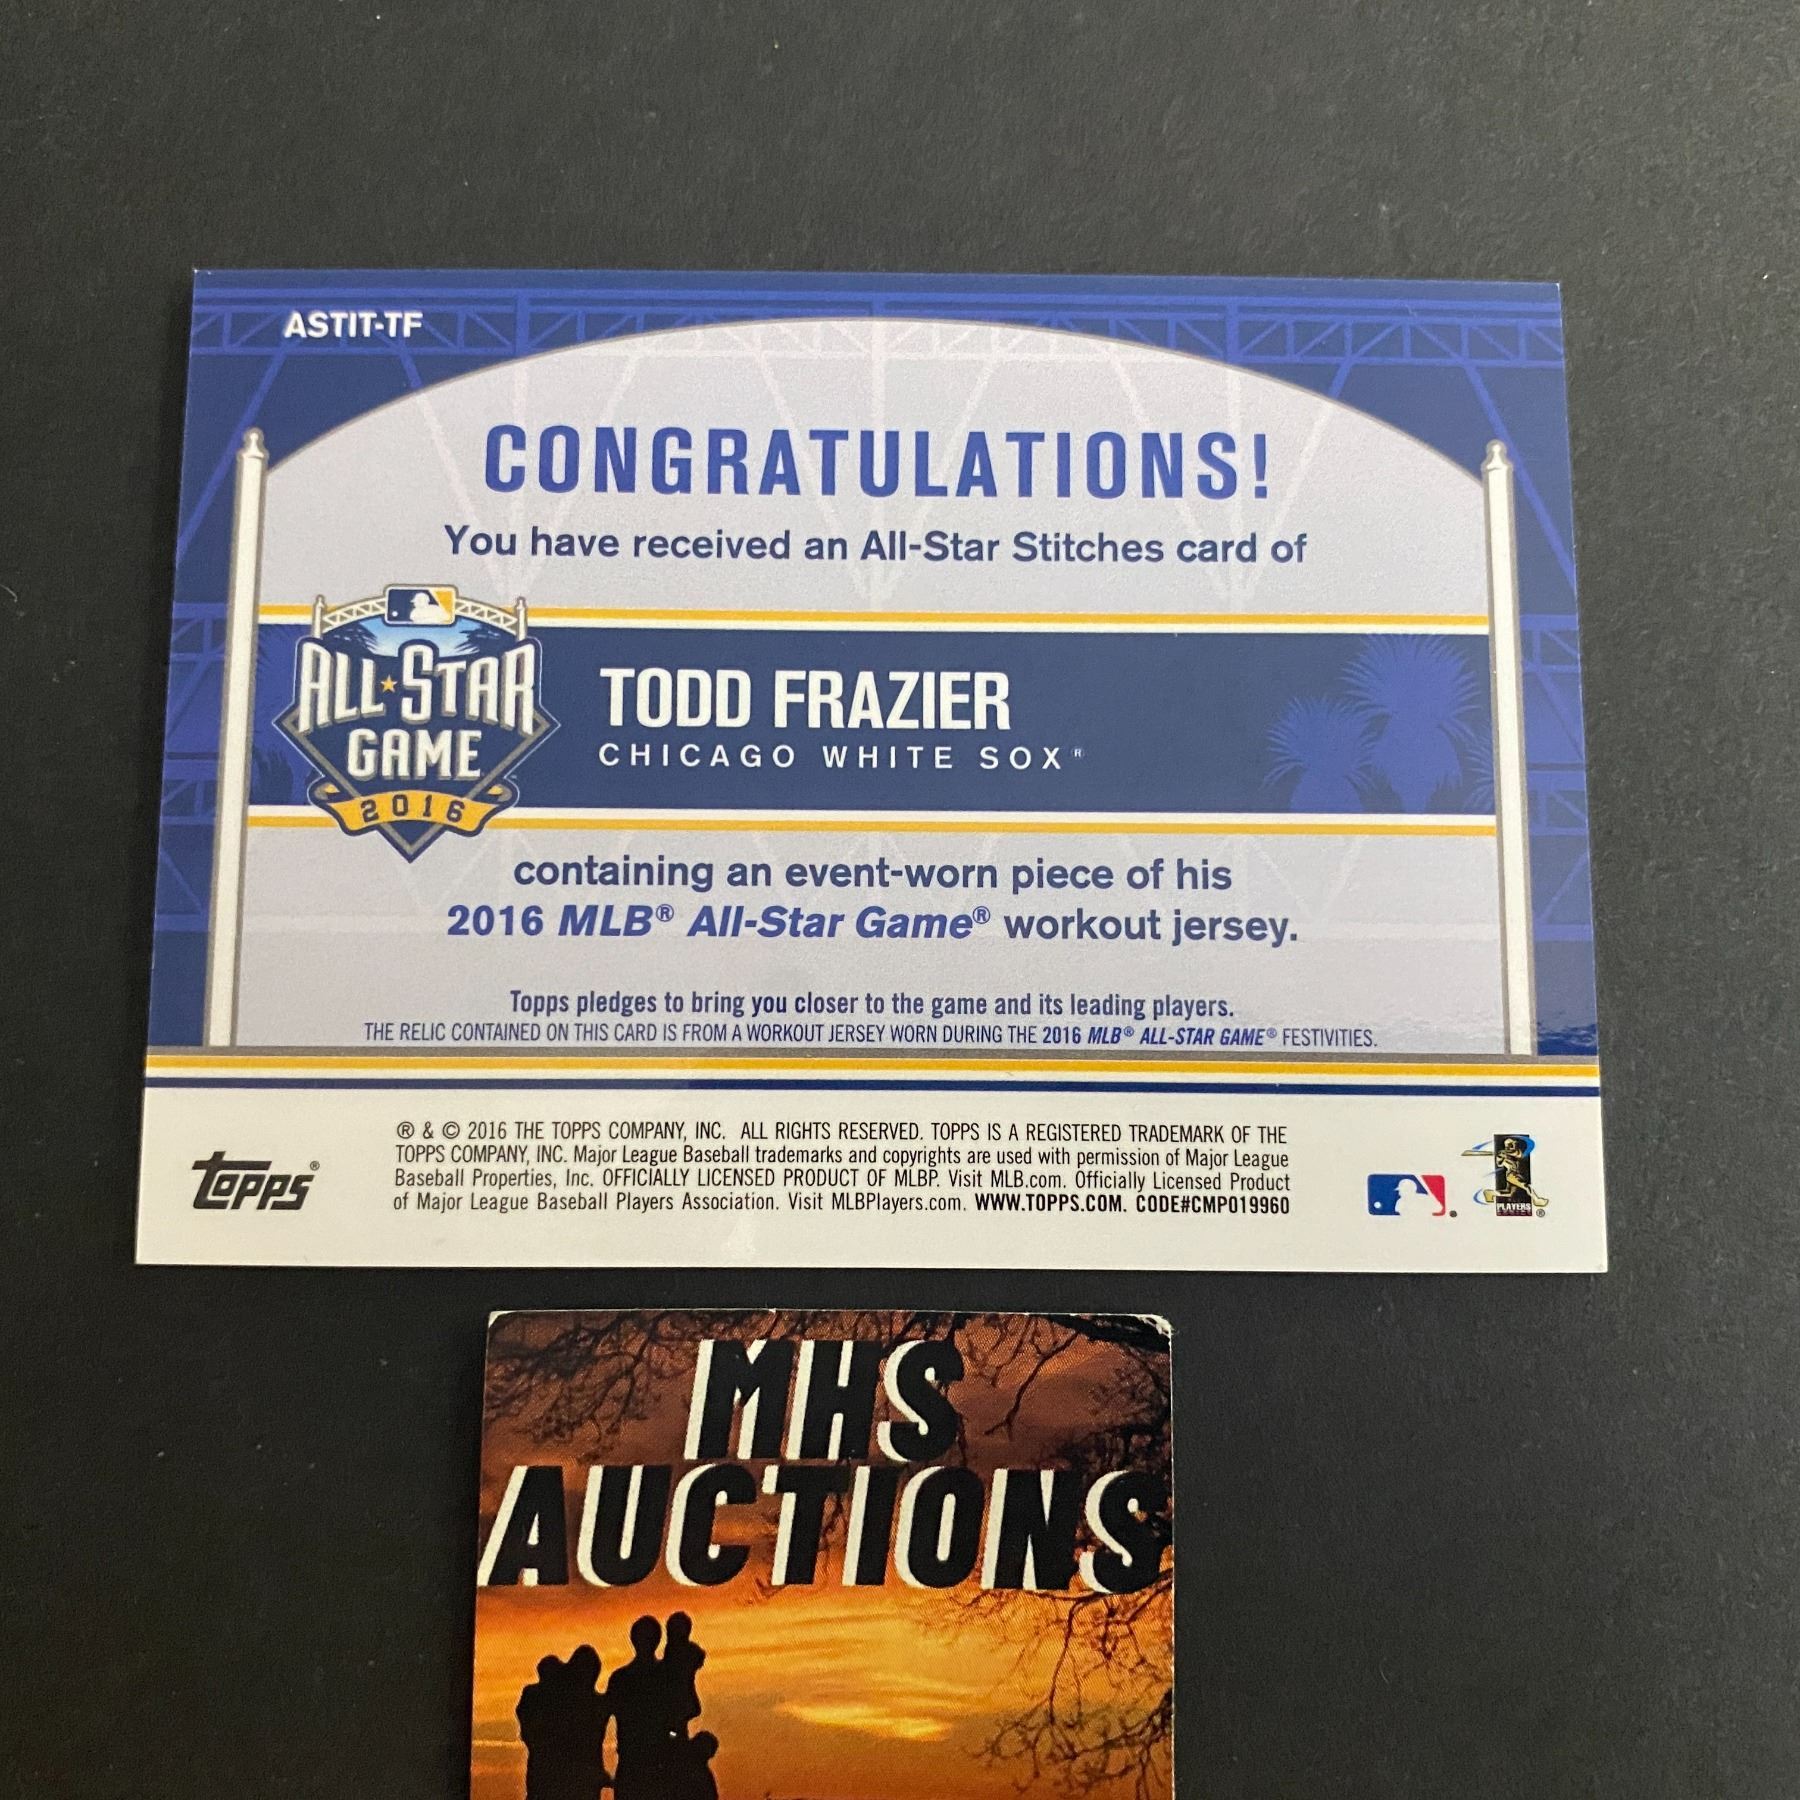 ASTIT-TF
CONGRATULATIONS!
You have received an All-Star Stitches card of
ALL★STAR
GAME
2016
TODD FRAZIER
CHICAGO WHITE SOX®
containing an event-worn piece of his
2016 MLB® All-Star Game® workout jersey.
Topps pledges to bring you closer to the game and its leading players.
THE RELIC CONTAINED ON THIS CARD IS FROM A WORKOUT JERSEY WORN DURING THE 2016 MLB® ALL-STAR GAME® FESTIVITIES.
® & © 2016 THE TOPPS COMPANY, INC. ALL RIGHTS RESERVED. TOPPS IS A REGISTERED TRADEMARK OF THE
TOPPS COMPANY, INC. Major League Baseball trademarks and copyrights are used with permission of Major League
Baseball Properties, Inc. OFFICIALLY LICENSED PRODUCT OF MLBP. Visit MLB.com. Officially Licensed Product
of Major League Baseball Players Association. Visit MLBPlayers.com. WWW.TOPPS.COM. CODE#CMP019960
topps®
PLAYERS
MHS
AUCTIONS